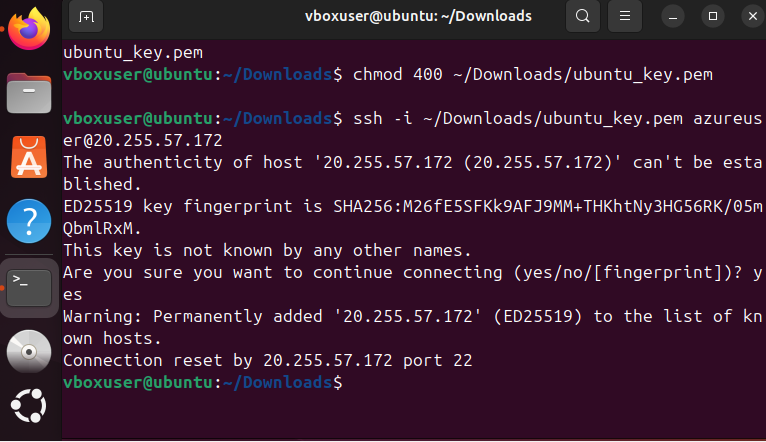 vboxuser@ubuntu: ~/Downloads
ubuntu_key.pem
vboxuser@ubuntu:~/Downloads$ chmod 400 ~/Downloads/ubuntu_key.pem
vboxuser@ubuntu:~/Downloads$ ssh -i ~/Downloads/ubuntu_key.pem azureus
er@20.255.57.172
The authenticity of host '20.255.57.172 (20.255.57.172)' can't be esta
blished.
ED25519 key fingerprint is SHA256:M26fE5SFKk9AFJ9MM+THKhtNy3HG56RK/05m
QbmlRxM.
This key is not known by any other names.
Are you sure you want to continue connecting (yes/no/[fingerprint])? y
es
Warning: Permanently added '20.255.57.172' (ED25519) to the list of kn
own hosts.
Connection reset by 20.255.57.172 port 22
vboxuser@ubuntu:~/Downloads$